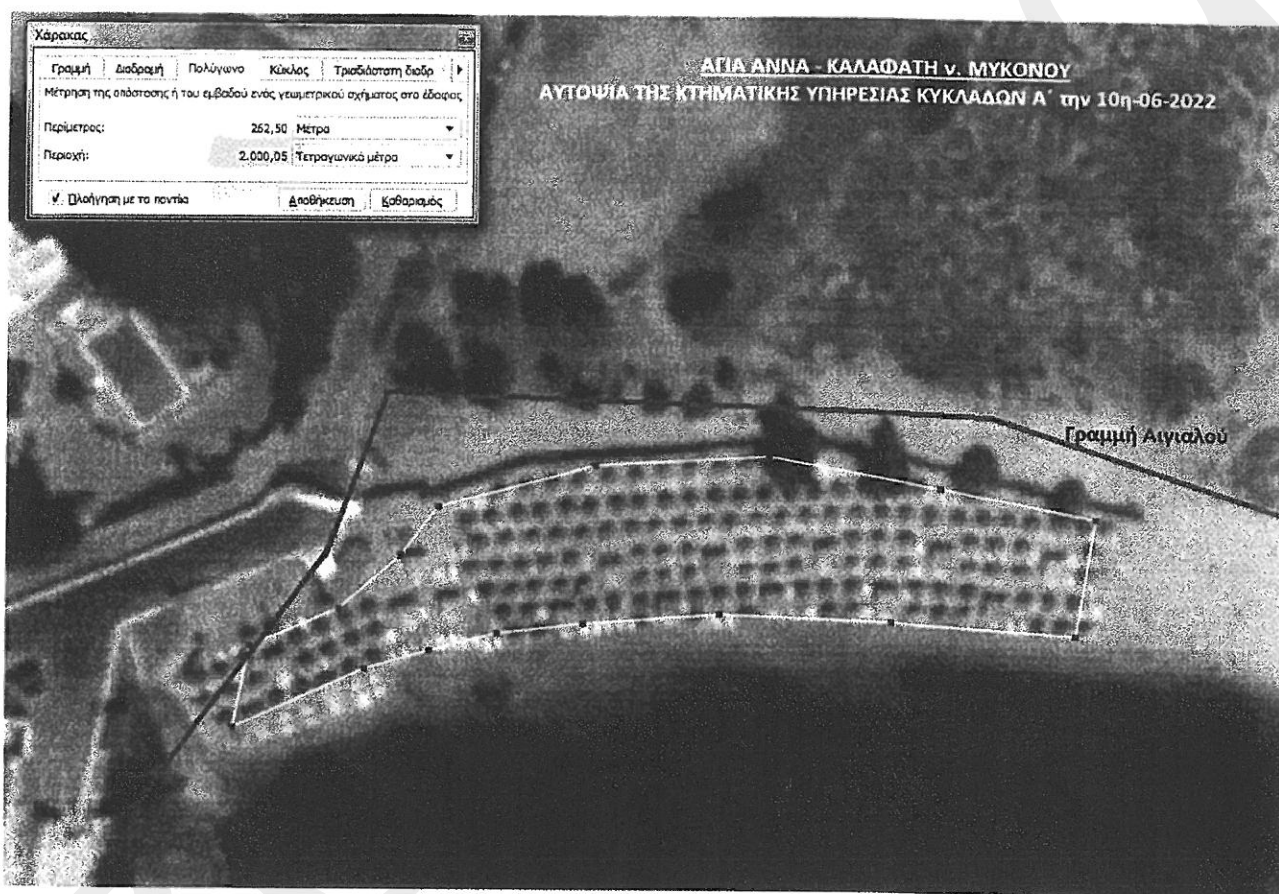 Χάρακας
Γραμμή Διαδρομή Πολύγωνο Κύκλος Τρισδιάστατη διαδρ
Μέτρηση της απόστασης ή του εμβαδού ενός γεωμετρικού σχήματος στο έδαφος
Περίμετρος: 262,50 Μέτρα
Περιοχή: 2.000,05 Τετραγωνικά μέτρα
Πλοήγηση με το ποντίκι Αποθήκευση Καθαρισμός
ΑΓΙΑ ΑΝΝΑ - ΚΑΛΑΦΑΤΗ ν. ΜΥΚΟΝΟΥ
ΑΥΤΟΨΙΑ ΤΗΣ ΚΤΗΜΑΤΙΚΗΣ ΥΠΗΡΕΣΙΑΣ ΚΥΚΛΑΔΩΝ Α΄ την 10η-06-2022
Γραμμή Αιγιαλού